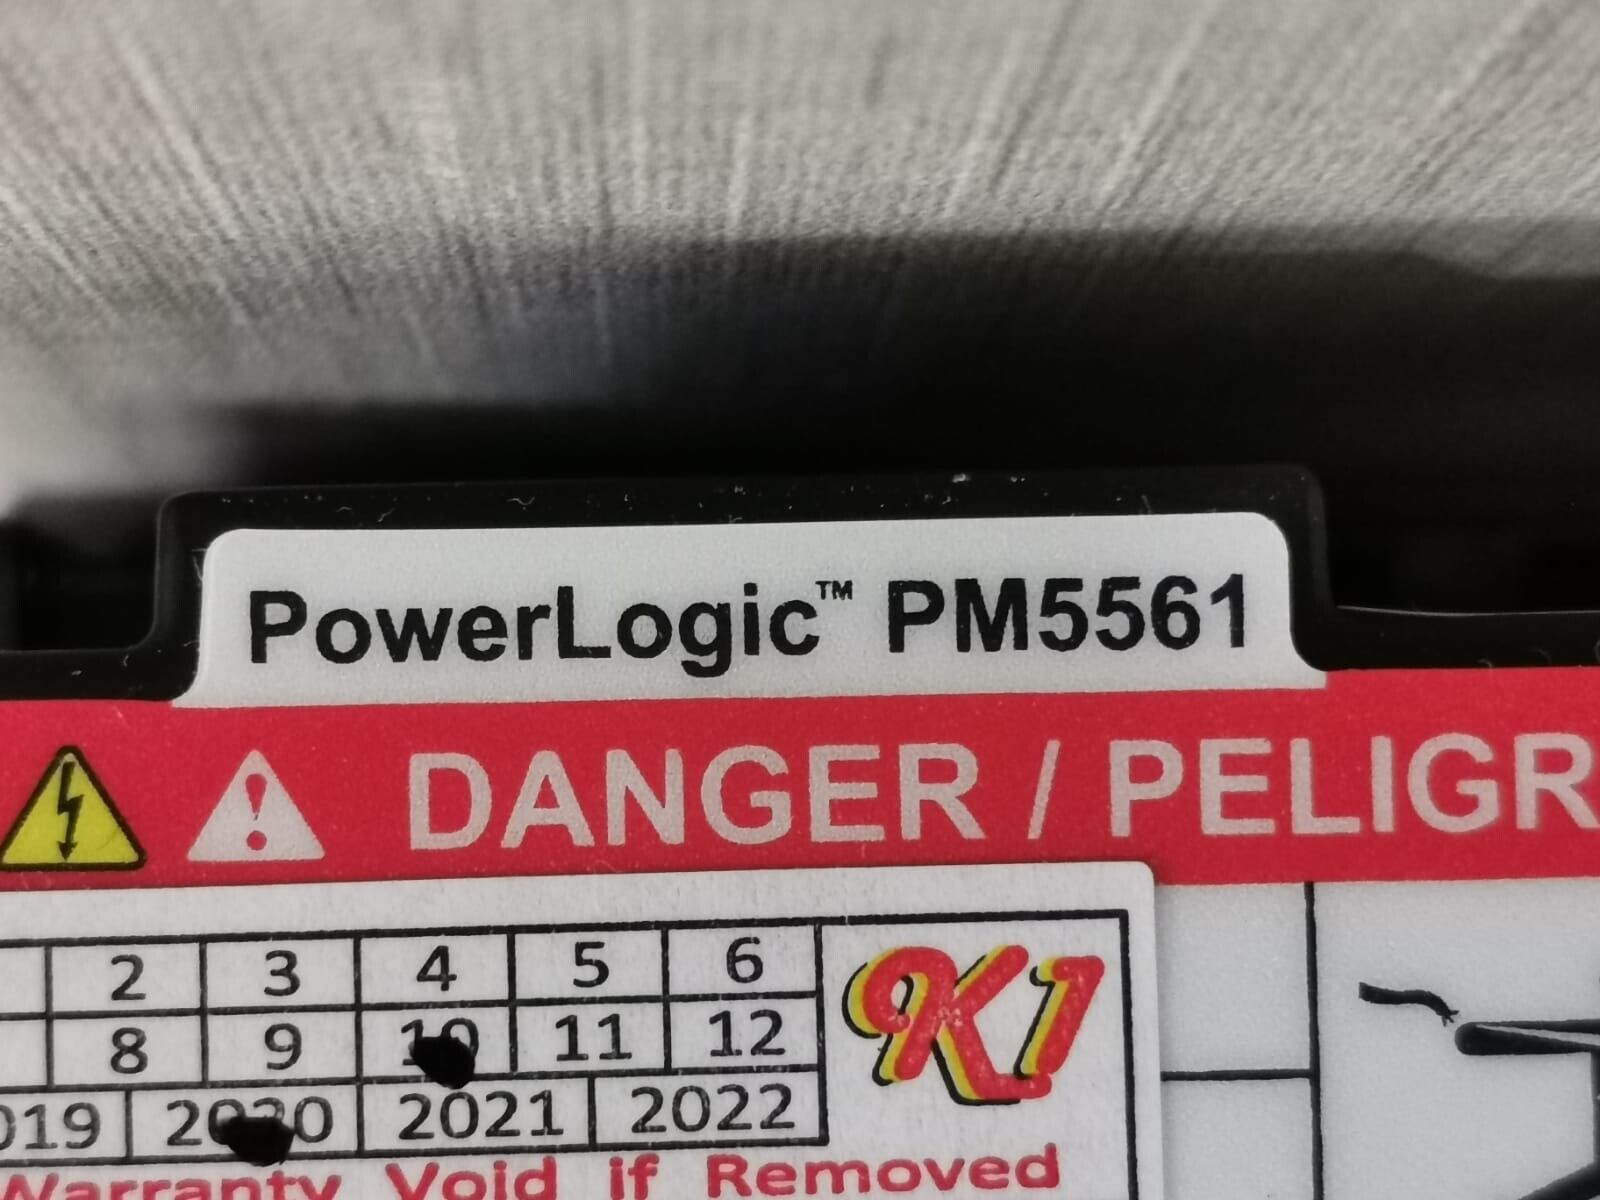 PowerLogic™ PM5561
DANGER / PELIGR
2 3 4 5 6
8 9 10 11 12
019 2020 2021 2022
K1
Warranty Void if Removed